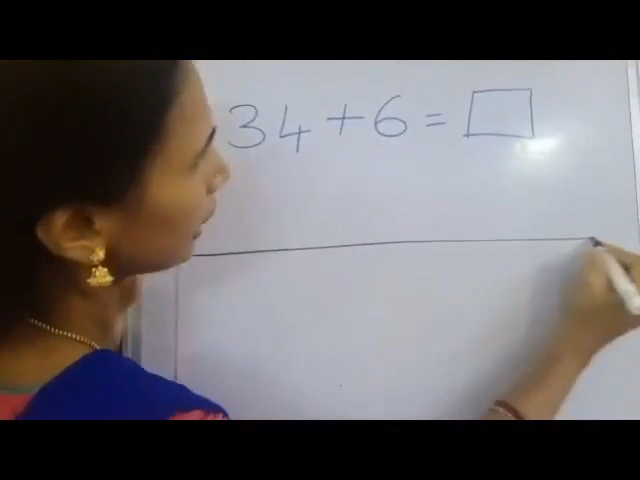 34 + 6 = □